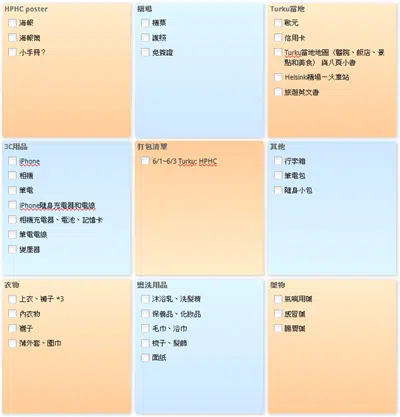 HPHC poster
海報
海報筒
小手冊?
機場
機票
護照
免簽證
Turku當地
歐元
信用卡
Turku當地地圖(醫院、飯店、景
點和美食) 與八頁小書
Helsink機場－火車站
旅遊英文書
3C用品
iPhone
相機
筆電
iPhone隨身充電器和電線
相機充電器、電池、記憶卡
筆電電線
變壓器
打包清單
6/1~6/3 Turku: HPHC
其他
行李箱
筆電包
隨身小包
衣物
上衣、褲子 *3
內衣物
襪子
薄外套、圍巾
盥洗用品
沐浴乳、洗髮精
保養品、化妝品
毛巾、浴巾
梳子、髮飾
面紙
藥物
氣喘用藥
感冒藥
腸胃藥